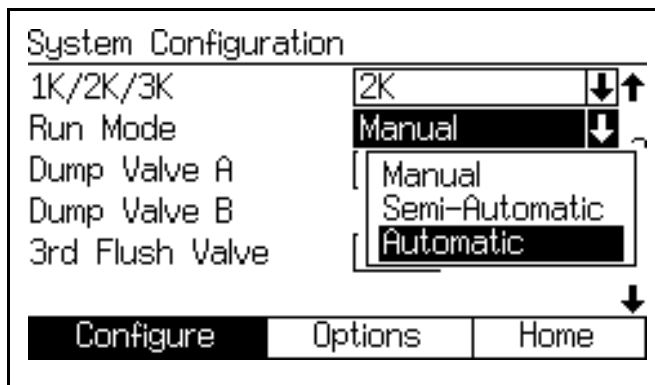 System Configuration
1K/2K/3K 2K
Run Mode Manual
Dump Valve A Manual
Dump Valve B Semi-Automatic
3rd Flush Valve Automatic
Configure Options Home